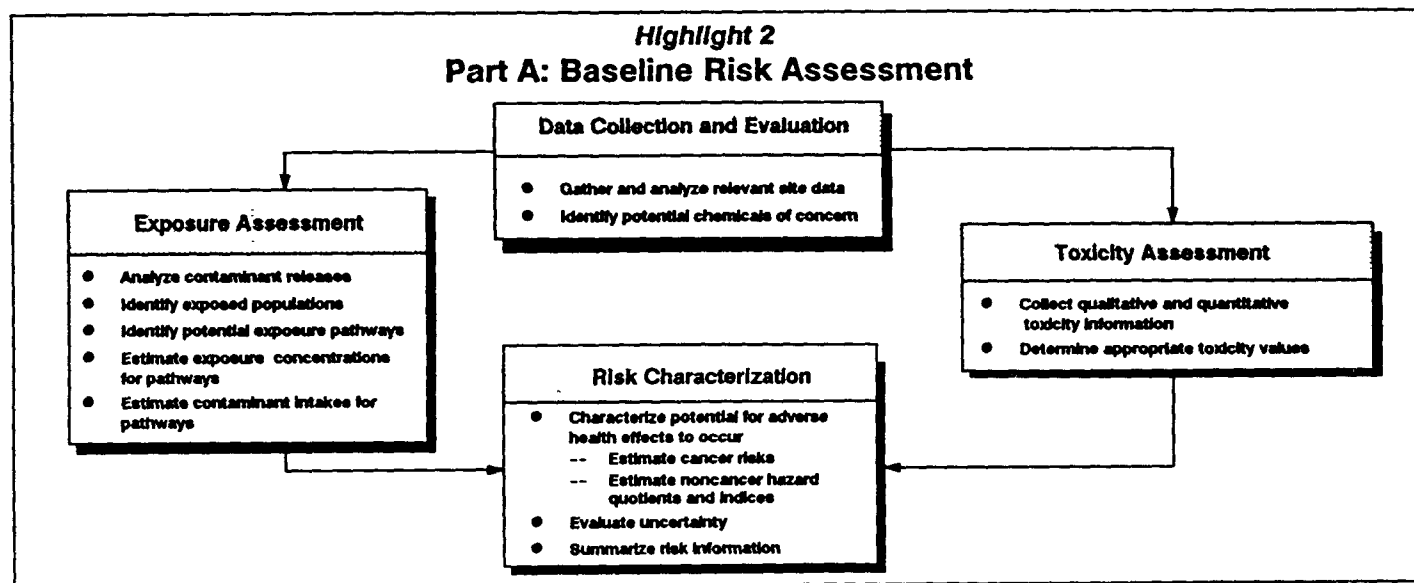 Highlight 2
Part A: Baseline Risk Assessment
Data Collection and Evaluation
● Gather and analyze relevant site data
● Identify potential chemicals of concern
Exposure Assessment
● Analyze contaminant releases
● Identify exposed populations
● Identify potential exposure pathways
● Estimate exposure concentrations
for pathways
● Estimate contaminant intakes for
pathways
Toxicity Assessment
● Collect qualitative and quantitative
toxicity information
● Determine appropriate toxicity values
Risk Characterization
● Characterize potential for adverse
health effects to occur
-- Estimate cancer risks
-- Estimate noncancer hazard
quotients and indices
● Evaluate uncertainty
● Summarize risk information